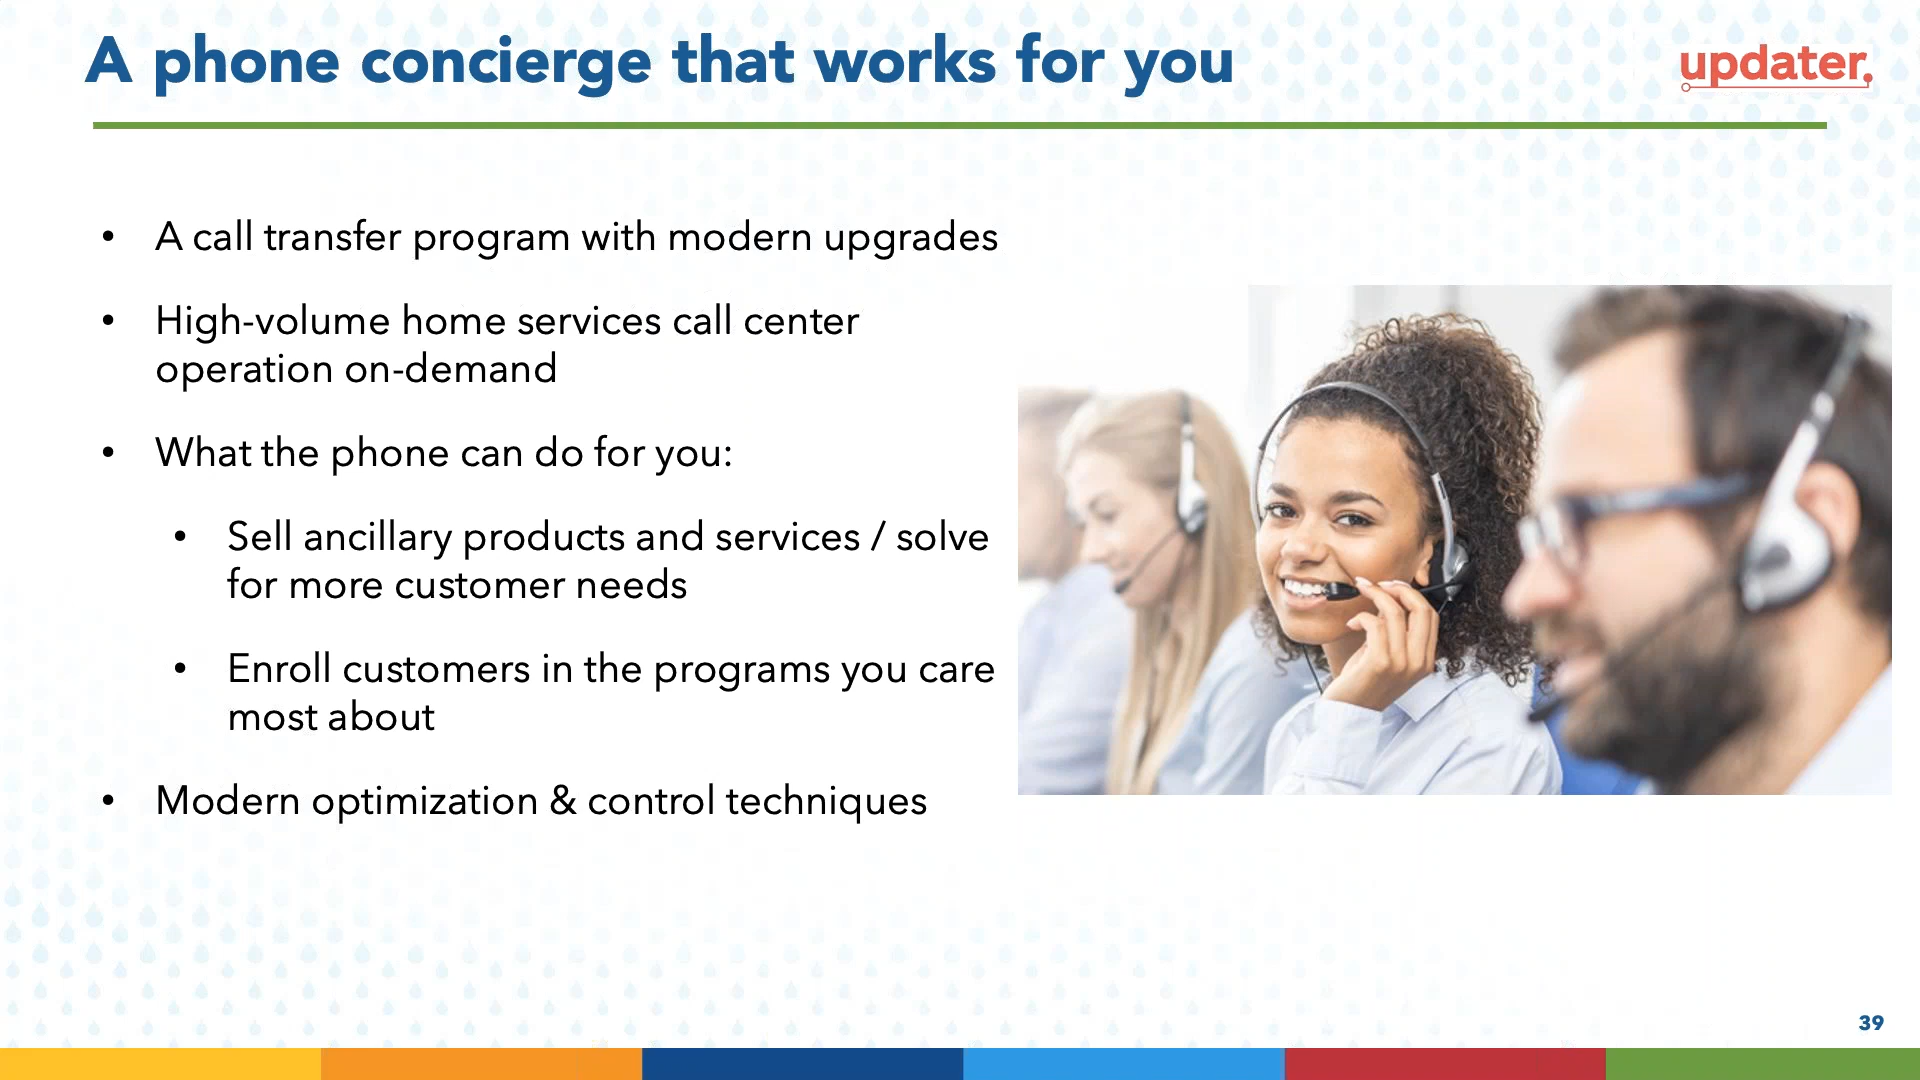 A phone concierge that works for you
updater.
• A call transfer program with modern upgrades
• High-volume home services call center
operation on-demand
• What the phone can do for you:
• Sell ancillary products and services / solve
for more customer needs
• Enroll customers in the programs you care
most about
• Modern optimization & control techniques
39